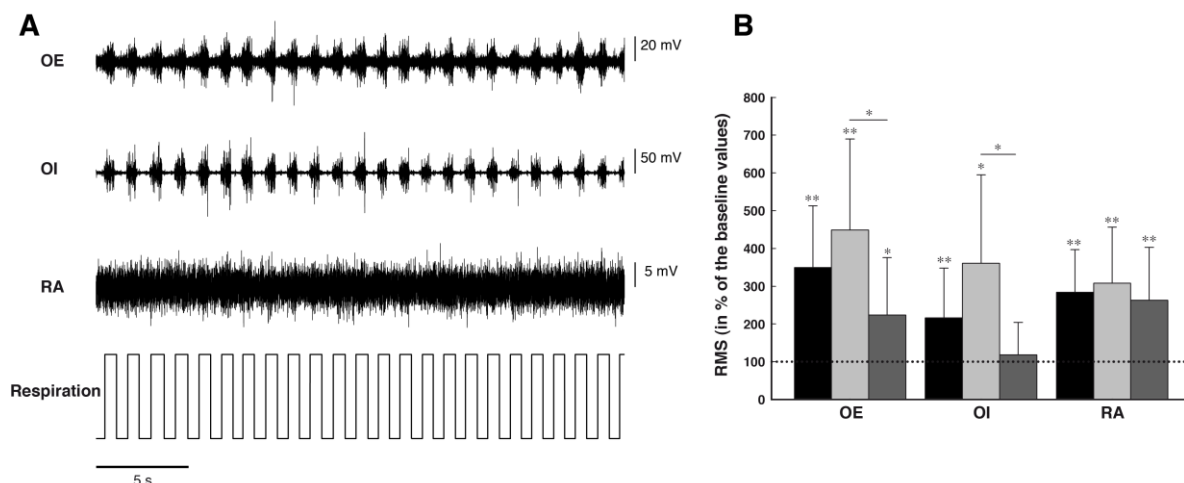 A
OE
20 mV
OI
50 mV
RA
5 mV
Respiration
5 s
B
RMS (in % of the baseline values)
800
700
600
500
400
300
200
100
0
**
**
*
*
**
*
*
**
**
**
OE
OI
RA